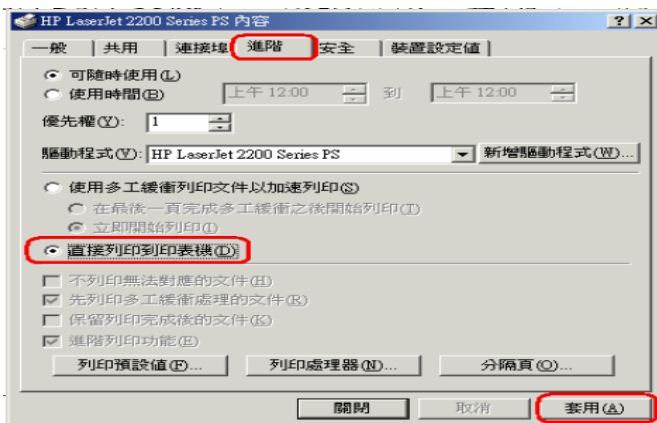 HP LaserJet 2200 Series PS 內容
一般 共用 連接埠 進階 安全 裝置設定值
可隨時使用(L)
使用時間(B) 上午 12:00 到 上午 12:00
優先權(Y): 1
驅動程式(V): HP LaserJet 2200 Series PS 新增驅動程式(W)...
使用多工緩衝列印文件以加速列印(S)
在最後一頁完成多工緩衝之後開始列印(T)
立即開始列印(I)
直接列印到印表機(D)
不列印無法對應的文件(H)
先列印多工緩衝處理的文件(R)
保留列印完成後的文件(K)
進階列印功能(E)
列印預設值(F)... 列印處理器(N)... 分隔頁(O)...
關閉 取消 套用(A)